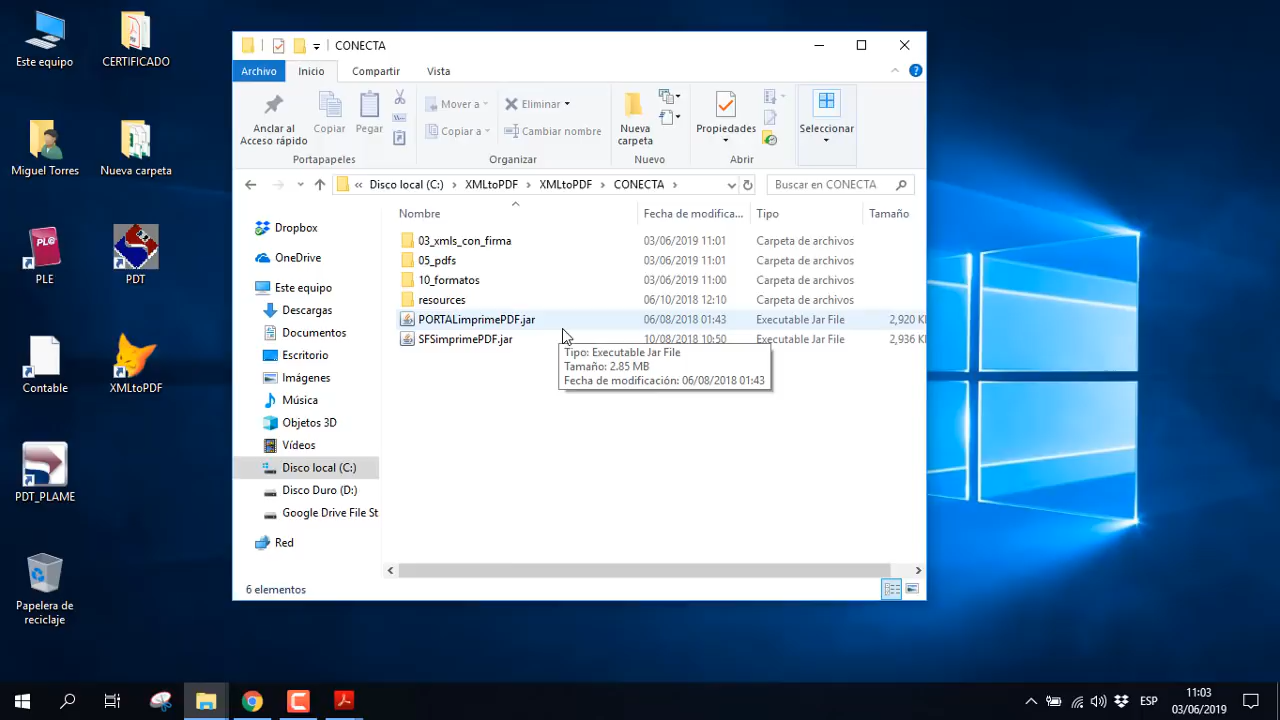 Este equipo
CERTIFICADO
Miguel Torres
Nueva carpeta
PLE
PDT
Contable
XMLtoPDF
PDT_PLAME
Papelera de
reciclaje
CONECTA
Archivo
Inicio
Compartir
Vista
Anclar al
Acceso rápido
Copiar
Pegar
Mover a
Copiar a
Eliminar
Cambiar nombre
Nueva
carpeta
Propiedades
Seleccionar
Portapapeles
Organizar
Nuevo
Abrir
« Disco local (C:) › XMLtoPDF › XMLtoPDF › CONECTA ›
Buscar en CONECTA
Nombre
Fecha de modifica...
Tipo
Tamaño
Dropbox
OneDrive
Este equipo
Descargas
Documentos
Escritorio
Imágenes
Música
Objetos 3D
Vídeos
Disco local (C:)
Disco Duro (D:)
Google Drive File St
Red
03_xmls_con_firma 03/06/2019 11:01 Carpeta de archivos
05_pdfs 03/06/2019 11:01 Carpeta de archivos
10_formatos 03/06/2019 11:00 Carpeta de archivos
resources 06/10/2018 12:10 Carpeta de archivos
PORTALimprimePDF.jar 06/08/2018 01:43 Executable Jar File 2,920 K
SFSimprimePDF.jar 10/08/2018 10:50 Executable Jar File 2,936 K
Tipo: Executable Jar File
Tamaño: 2.85 MB
Fecha de modificación: 06/08/2018 01:43
6 elementos
ESP
11:03
03/06/2019